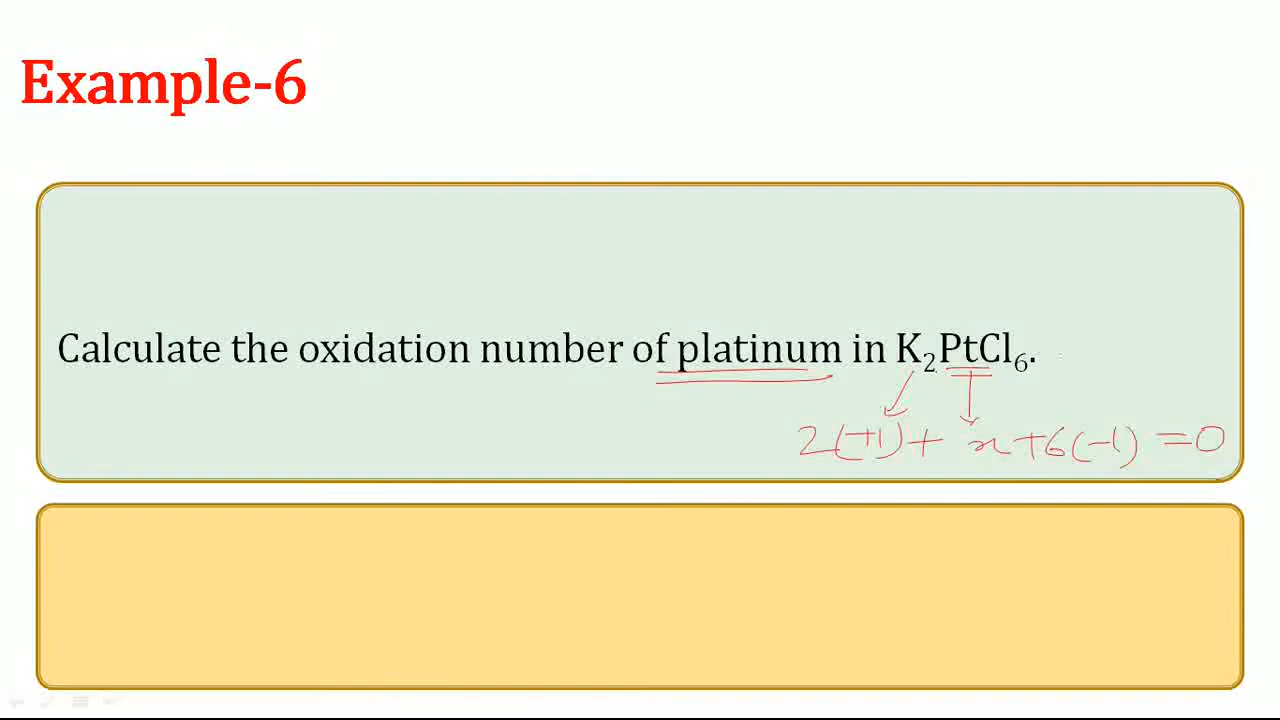 Example-6
Calculate the oxidation number of platinum in K₂PtCl₆.
2(+1)+ x+6(-1) =0